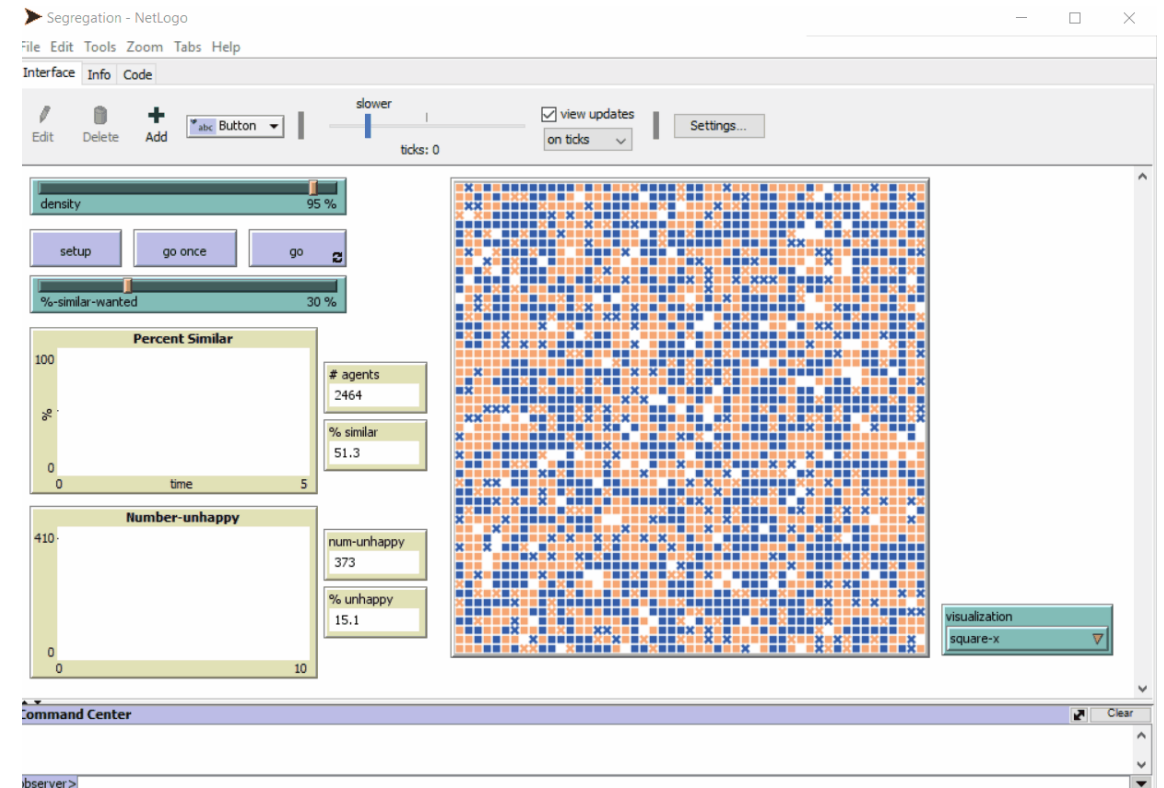 Segregation - NetLogo
File Edit Tools Zoom Tabs Help
Interface Info Code
Edit
Delete
Add
abc Button
slower
ticks: 0
view updates
on ticks
Settings...
density 95 %
setup
go once
go
%-similar-wanted 30 %
Percent Similar
100
%
0
0 time 5
# agents
2464
% similar
51.3
Number-unhappy
410
0
0 10
num-unhappy
373
% unhappy
15.1
visualization
square-x
Command Center
Clear
observer>